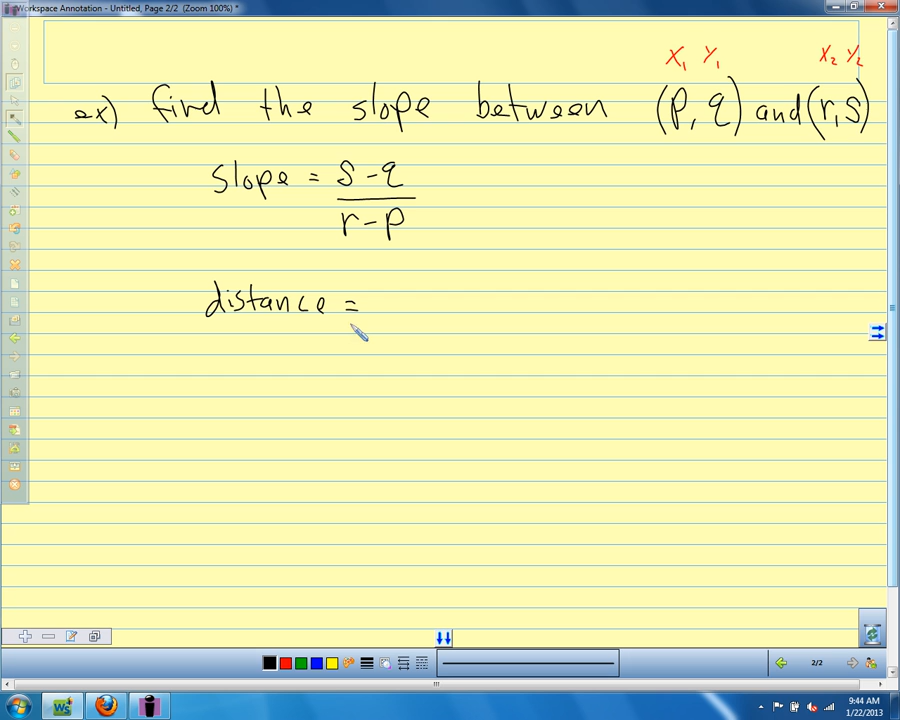 Workspace Annotation - Untitled, Page 2/2 (Zoom 100%) *
x₁ y₁ x₂ y₂
ex) find the slope between (p, q) and (r, s)
slope = s - q
r - p
distance =
2/2
WS
9:44 AM
1/22/2013